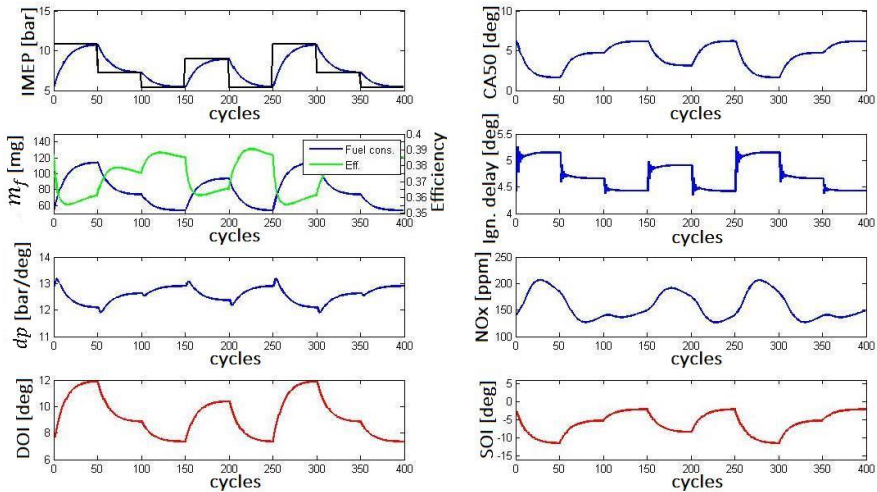 15
10
5
IMEP [bar]
0 50 100 150 200 250 300 350 400
cycles
10
5
0
CA50 [deg]
0 50 100 150 200 250 300 350 400
cycles
140
120
100
80
60
m_f [mg]
Fuel cons.
Eff.
0.4
0.39
0.38
0.37
0.36
0.35
Efficiency
0 50 100 150 200 250 300 350 400
cycles
5.5
5
4.5
4
Ign. delay [deg]
0 50 100 150 200 250 300 350 400
cycles
14
13
12
11
dp [bar/deg]
0 50 100 150 200 250 300 350 400
cycles
250
200
150
100
NOx [ppm]
0 50 100 150 200 250 300 350 400
cycles
12
10
8
6
DOI [deg]
0 50 100 150 200 250 300 350 400
cycles
5
0
-5
-10
-15
SOI [deg]
0 50 100 150 200 250 300 350 400
cycles